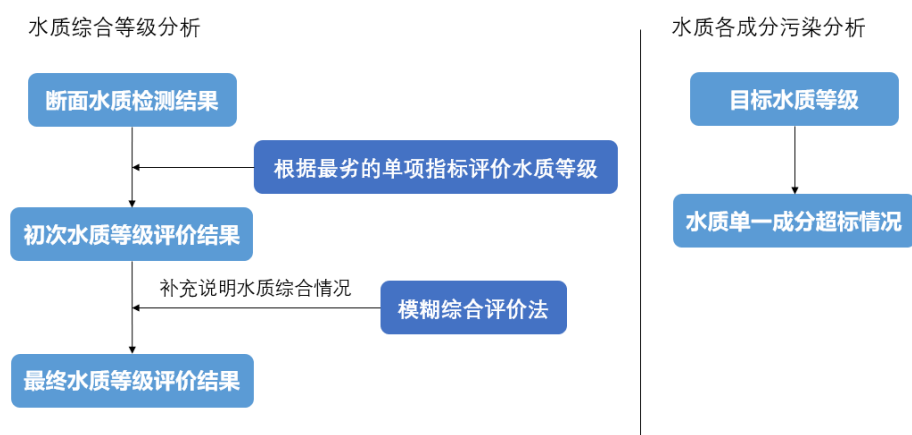 水质综合等级分析
断面水质检测结果
根据最劣的单项指标评价水质等级
初次水质等级评价结果
补充说明水质综合情况
模糊综合评价法
最终水质等级评价结果
水质各成分污染分析
目标水质等级
水质单一成分超标情况